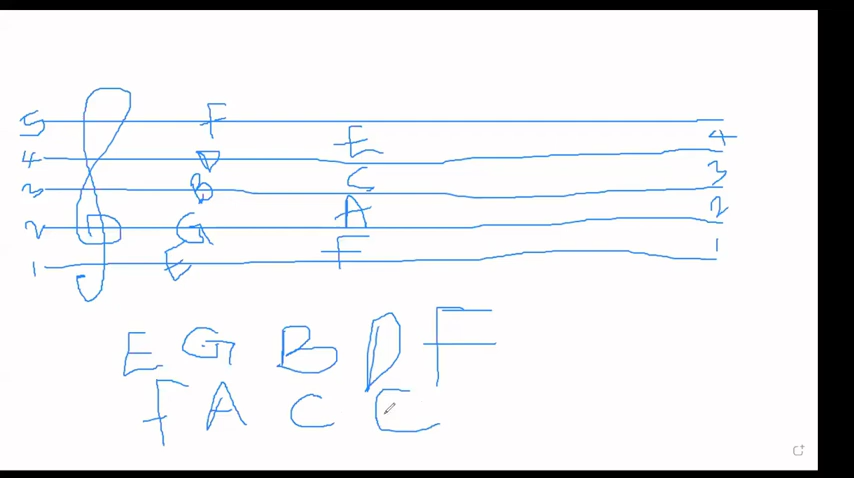 5 F
E 4
4 D
C 3
3 B
A 2
2 G
F 1
1 E
E G B D F
F A C E